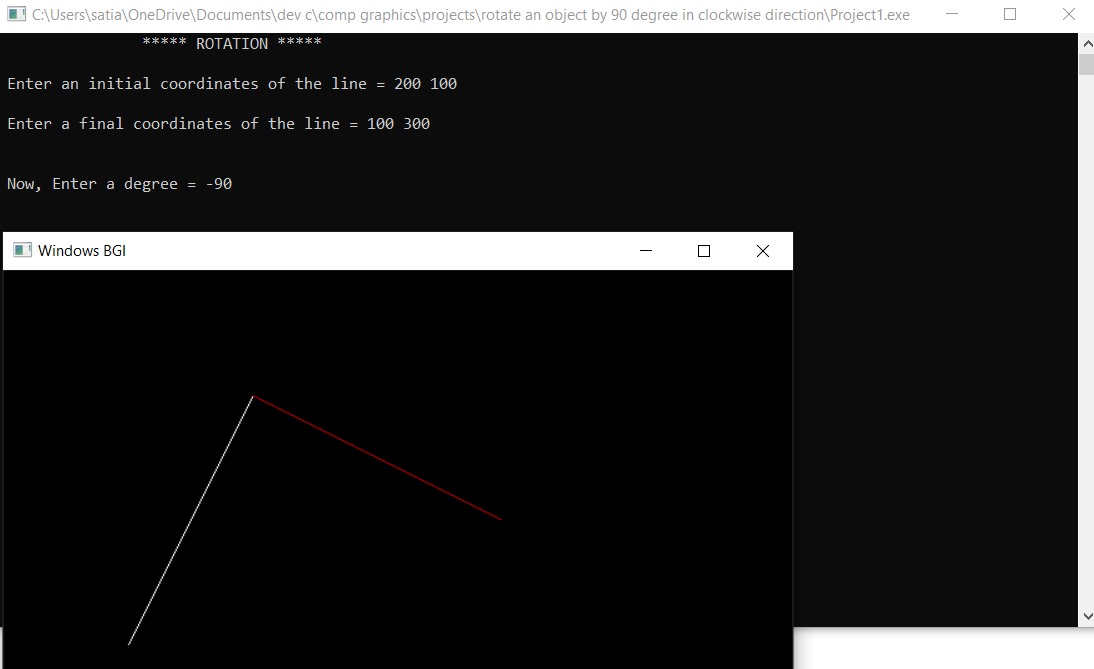 C:\Users\satia\OneDrive\Documents\dev c\comp graphics\projects\rotate an object by 90 degree in clockwise direction\Project1.exe
***** ROTATION *****
Enter an initial coordinates of the line = 200 100
Enter a final coordinates of the line = 100 300
Now, Enter a degree = -90
Windows BGI